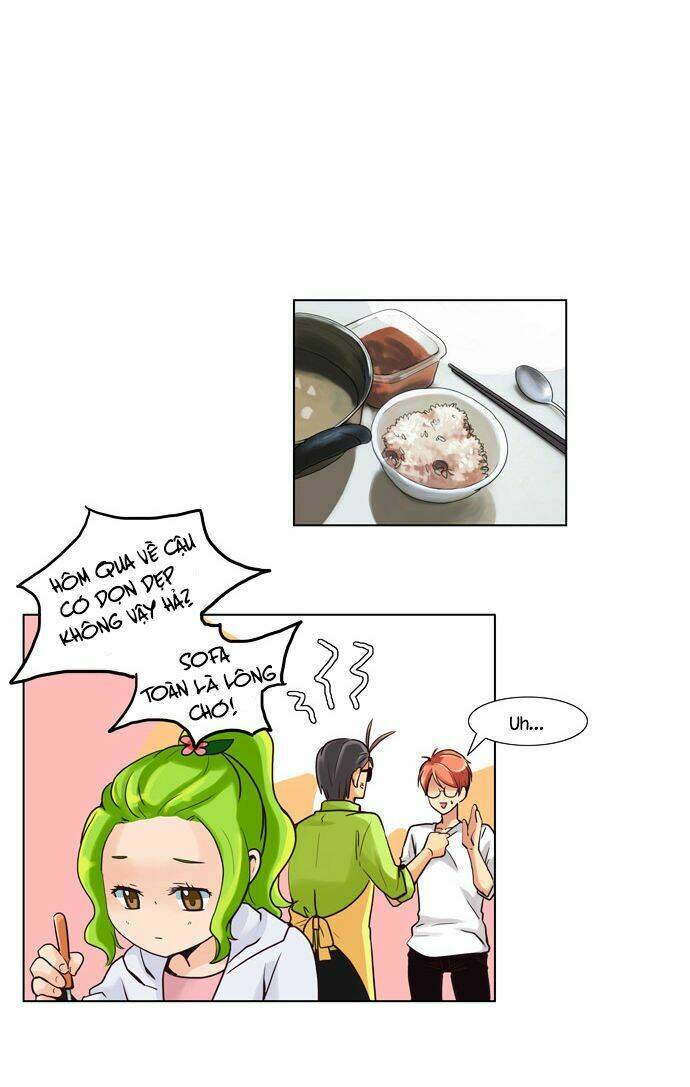 HÔM QUA VỀ CẬU
CÓ DỌN DẸP
KHÔNG VẬY HẢ?
SOFA
TOÀN LÀ LÔNG
CHÓ!
Uh...